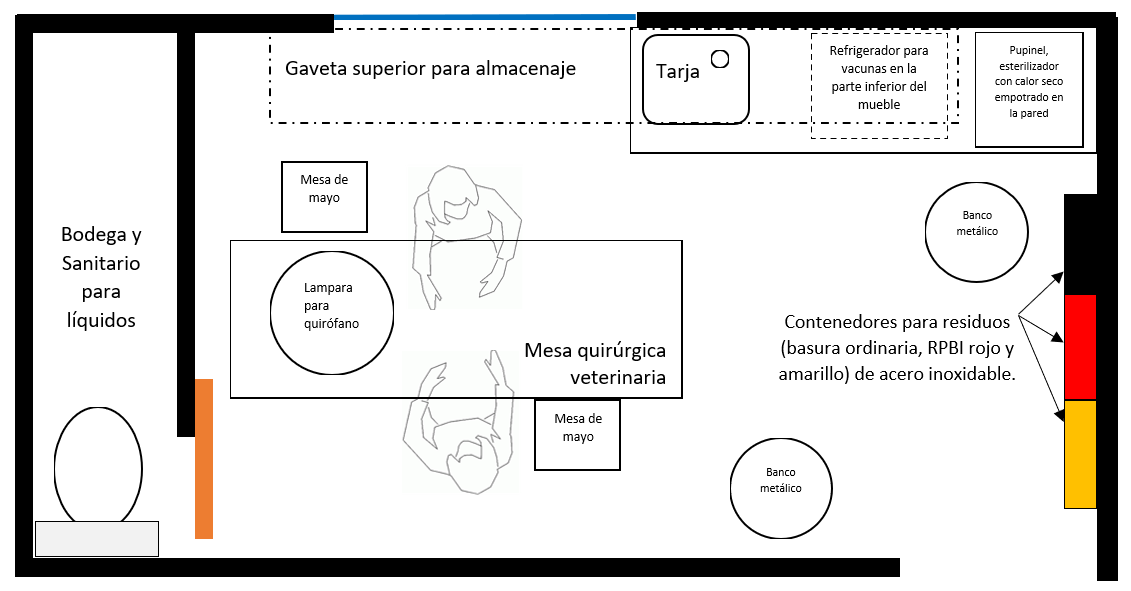 Gaveta superior para almacenaje
Tarja
Refrigerador para
vacunas en la
parte inferior del
mueble
Pupinel,
esterilizador
con calor seco
empotrado en
la pared
Mesa de
mayo
Banco
metálico
Bodega y
Sanitario
para
líquidos
Lampara
para
quirófano
Mesa quirúrgica
veterinaria
Contenedores para residuos
(basura ordinaria, RPBI rojo y
amarillo) de acero inoxidable.
Mesa de
mayo
Banco
metálico